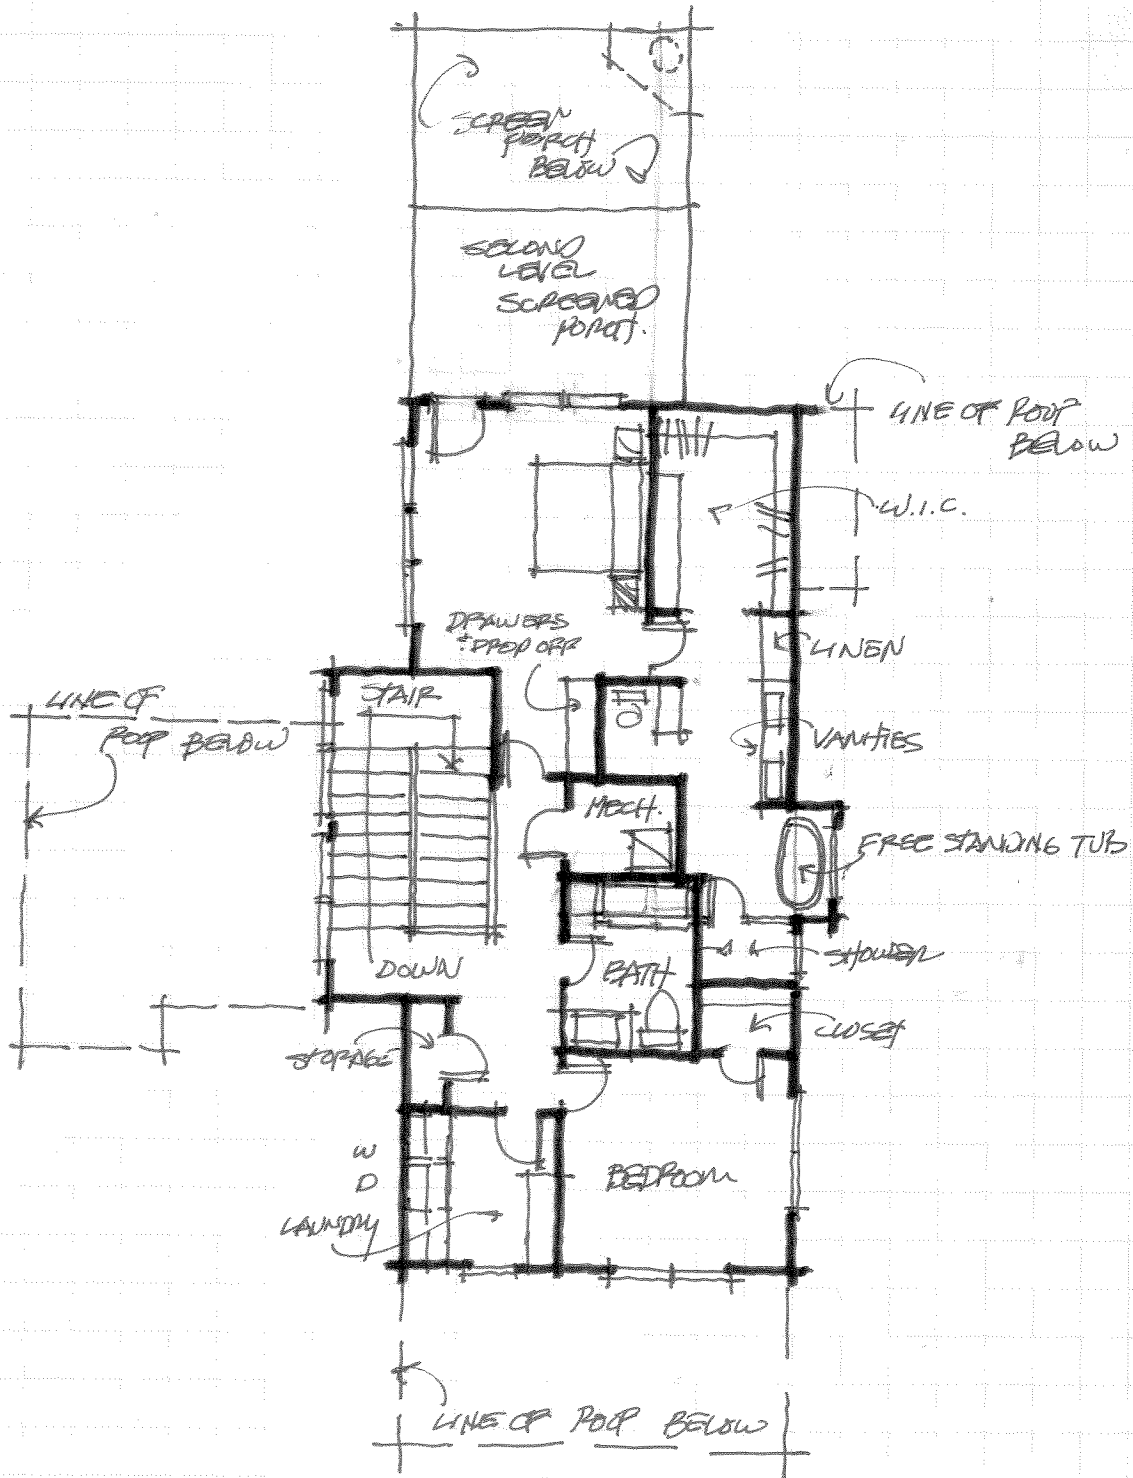 SCREEN
PORCH
BELOW
SECOND
LEVEL
SCREENED
PORCH.
LINE OF ROOF
BELOW
W.I.C.
DRAWERS
& DROP OFF
LINEN
STAIR
LINE OF
ROOF BELOW
VANITIES
MECH.
FREE STANDING TUB
SHOWER
DOWN
BATH
CLOSET
STORAGE
W
D
BEDROOM
LAUNDRY
LINE OF ROOF BELOW